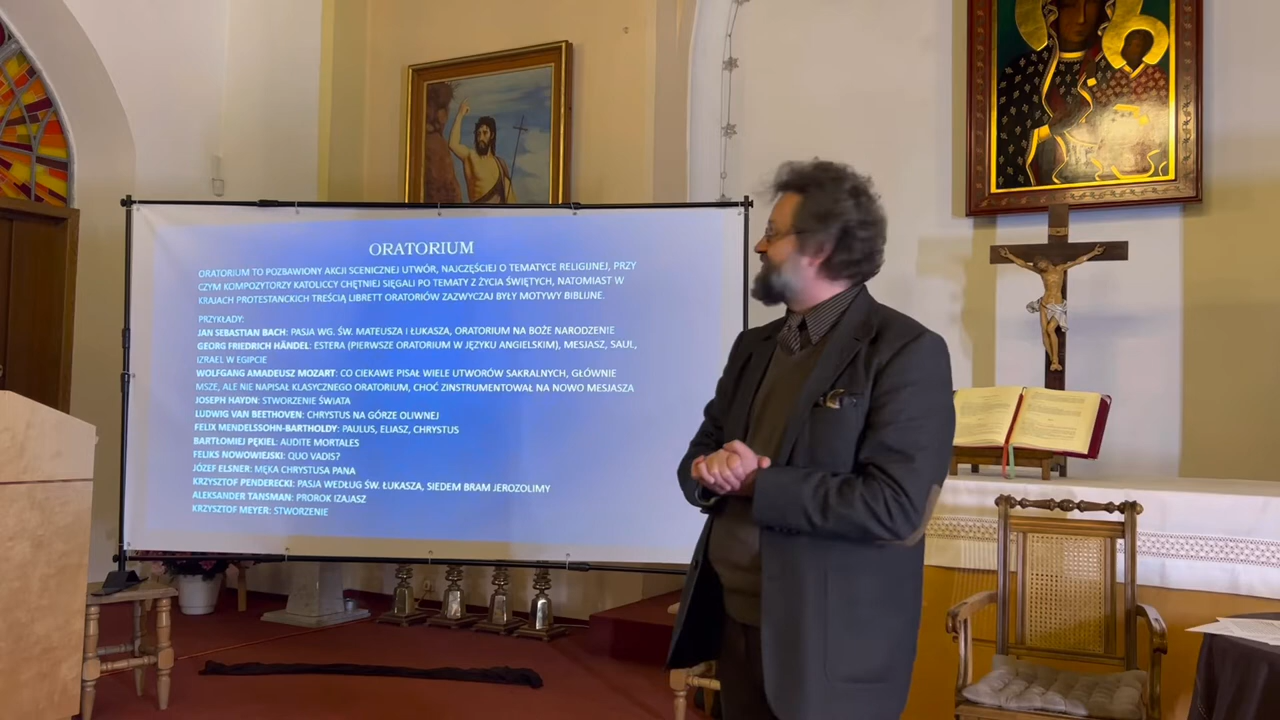 ORATORIUM
ORATORIUM TO POZBAWIONY AKCJI SCENICZNEJ UTWÓR, NAJCZĘŚCIEJ O TEMATYCE RELIGIJNEJ, PRZY
CZYM KOMPOZYTORZY KATOLICCY CHĘTNIEJ SIĘGALI PO TEMATY Z ŻYCIA ŚWIĘTYCH, NATOMIAST W
KRAJACH PROTESTANCKICH TREŚCIĄ LIBRETT ORATORIÓW ZAZWYCZAJ BYŁY MOTYWY BIBLIJNE.
PRZYKŁADY:
JAN SEBASTIAN BACH: PASJA WG. ŚW. MATEUSZA I ŁUKASZA, ORATORIUM NA BOŻE NARODZENIE
GEORG FRIEDRICH HÄNDEL: ESTERA (PIERWSZE ORATORIUM W JĘZYKU ANGIELSKIM), MESJASZ, SAUL,
IZRAEL W EGIPCIE
WOLFGANG AMADEUSZ MOZART: CO CIEKAWE PISAŁ WIELE UTWORÓW SAKRALNYCH, GŁÓWNIE
MSZE, ALE NIE NAPISAŁ KLASYCZNEGO ORATORIUM, CHOĆ ZINSTRUMENTOWAŁ NA NOWO MESJASZA
JOSEPH HAYDN: STWORZENIE ŚWIATA
LUDWIG VAN BEETHOVEN: CHRYSTUS NA GÓRZE OLIWNEJ
FELIX MENDELSSOHN-BARTHOLDY: PAULUS, ELIASZ, CHRYSTUS
BARTŁOMIEJ PĘKIEL: AUDITE MORTALES
FELIKS NOWOWIEJSKI: QUO VADIS?
JÓZEF ELSNER: MĘKA CHRYSTUSA PANA
KRZYSZTOF PENDERECKI: PASJA WEDŁUG ŚW. ŁUKASZA, SIEDEM BRAM JEROZOLIMY
ALEKSANDER TANSMAN: PROROK IZAJASZ
KRZYSZTOF MEYER: STWORZENIE